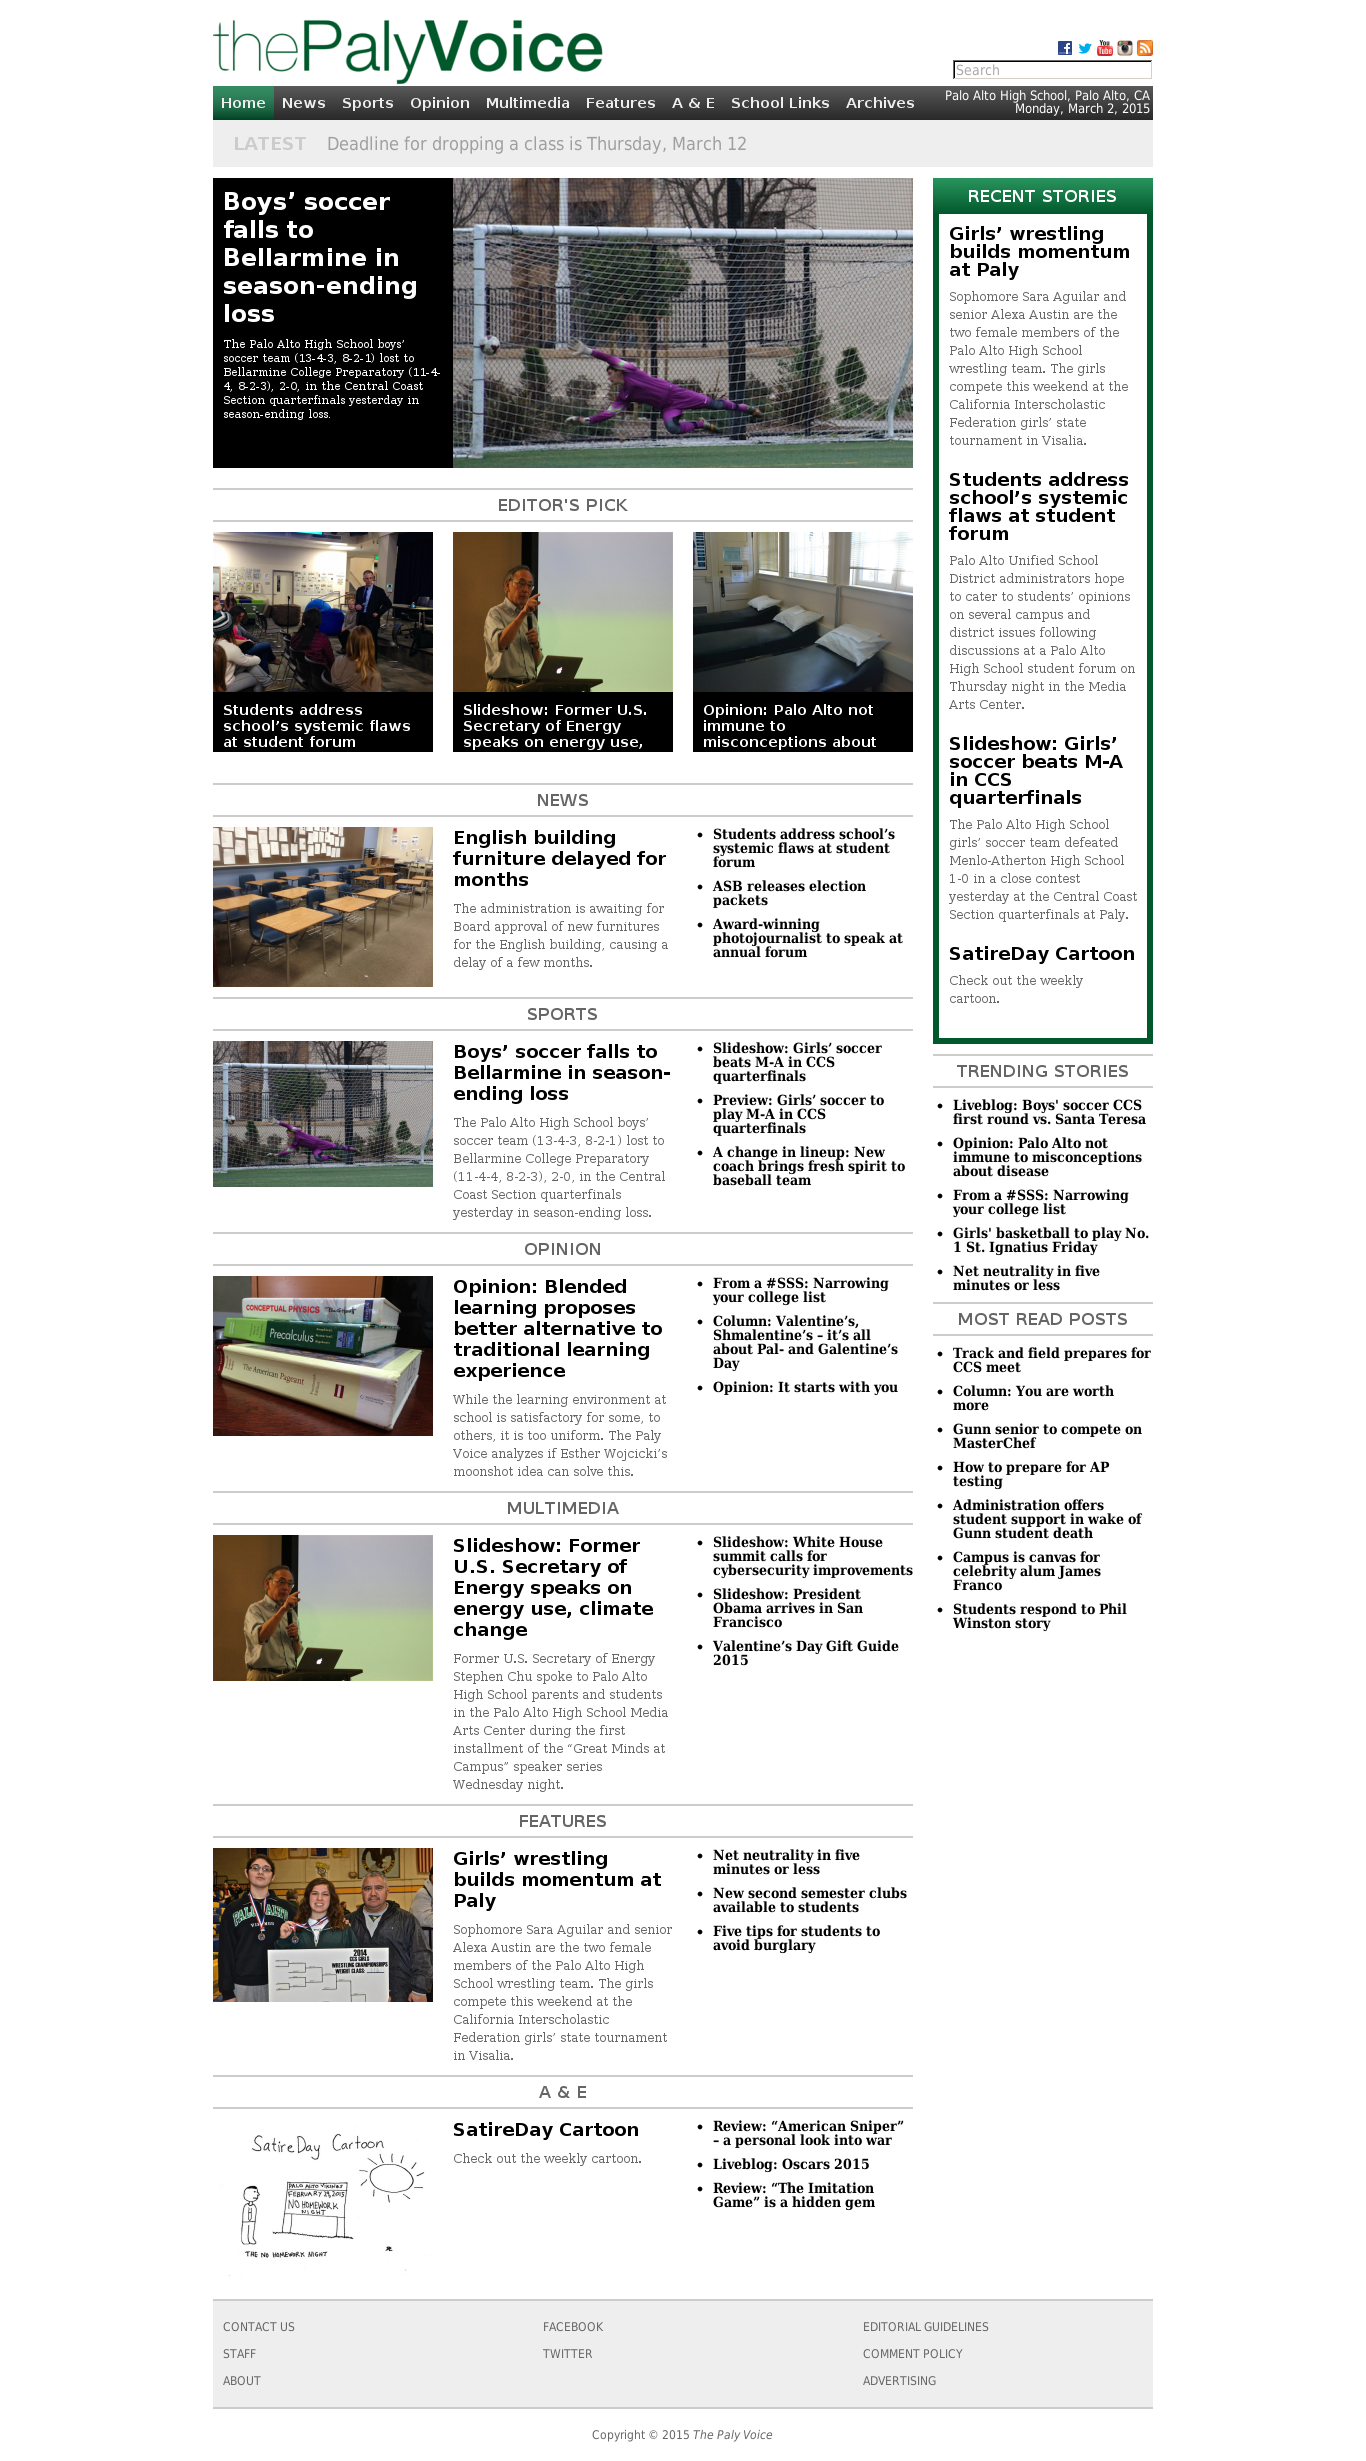 thePalyVoice
Search
Home News Sports Opinion Multimedia Features A & E School Links Archives
Palo Alto High School, Palo Alto, CA
Monday, March 2, 2015
LATEST Deadline for dropping a class is Thursday, March 12
Boys’ soccer
falls to
Bellarmine in
season-ending
loss
The Palo Alto High School boys’
soccer team (13-4-3, 8-2-1) lost to
Bellarmine College Preparatory (11-4-
4, 8-2-3), 2-0, in the Central Coast
Section quarterfinals yesterday in
season-ending loss.
EDITOR'S PICK
Students address
school’s systemic flaws
at student forum
Slideshow: Former U.S.
Secretary of Energy
speaks on energy use,
Opinion: Palo Alto not
immune to
misconceptions about
NEWS
English building
furniture delayed for
months
The administration is awaiting for
Board approval of new furnitures
for the English building, causing a
delay of a few months.
Students address school’s
systemic flaws at student
forum
ASB releases election
packets
Award-winning
photojournalist to speak at
annual forum
SPORTS
Boys’ soccer falls to
Bellarmine in season-
ending loss
The Palo Alto High School boys’
soccer team (13-4-3, 8-2-1) lost to
Bellarmine College Preparatory
(11-4-4, 8-2-3), 2-0, in the Central
Coast Section quarterfinals
yesterday in season-ending loss.
Slideshow: Girls’ soccer
beats M-A in CCS
quarterfinals
Preview: Girls’ soccer to
play M-A in CCS
quarterfinals
A change in lineup: New
coach brings fresh spirit to
baseball team
OPINION
CONCEPTUAL PHYSICS
Precalculus
The American Pageant
Opinion: Blended
learning proposes
better alternative to
traditional learning
experience
While the learning environment at
school is satisfactory for some, to
others, it is too uniform. The Paly
Voice analyzes if Esther Wojcicki’s
moonshot idea can solve this.
From a #SSS: Narrowing
your college list
Column: Valentine’s,
Shmalentine’s – it’s all
about Pal- and Galentine’s
Day
Opinion: It starts with you
MULTIMEDIA
Slideshow: Former
U.S. Secretary of
Energy speaks on
energy use, climate
change
Former U.S. Secretary of Energy
Stephen Chu spoke to Palo Alto
High School parents and students
in the Palo Alto High School Media
Arts Center during the first
installment of the “Great Minds at
Campus” speaker series
Wednesday night.
Slideshow: White House
summit calls for
cybersecurity improvements
Slideshow: President
Obama arrives in San
Francisco
Valentine’s Day Gift Guide
2015
FEATURES
PALO ALTO
2014
CCS GIRLS
WRESTLING CHAMPIONSHIPS
WEIGHT CLASS:
Girls’ wrestling
builds momentum at
Paly
Sophomore Sara Aguilar and senior
Alexa Austin are the two female
members of the Palo Alto High
School wrestling team. The girls
compete this weekend at the
California Interscholastic
Federation girls’ state tournament
in Visalia.
Net neutrality in five
minutes or less
New second semester clubs
available to students
Five tips for students to
avoid burglary
A & E
SatireDay Cartoon
PALO ALTO VIKINGS
FEBRUARY 29, 2015
NO HOMEWORK
NIGHT
THE NO HOMEWORK NIGHT
SatireDay Cartoon
Check out the weekly cartoon.
Review: “American Sniper”
– a personal look into war
Liveblog: Oscars 2015
Review: “The Imitation
Game” is a hidden gem
RECENT STORIES
Girls’ wrestling
builds momentum
at Paly
Sophomore Sara Aguilar and
senior Alexa Austin are the
two female members of the
Palo Alto High School
wrestling team. The girls
compete this weekend at the
California Interscholastic
Federation girls’ state
tournament in Visalia.
Students address
school’s systemic
flaws at student
forum
Palo Alto Unified School
District administrators hope
to cater to students’ opinions
on several campus and
district issues following
discussions at a Palo Alto
High School student forum on
Thursday night in the Media
Arts Center.
Slideshow: Girls’
soccer beats M-A
in CCS
quarterfinals
The Palo Alto High School
girls’ soccer team defeated
Menlo-Atherton High School
1-0 in a close contest
yesterday at the Central Coast
Section quarterfinals at Paly.
SatireDay Cartoon
Check out the weekly
cartoon.
TRENDING STORIES
Liveblog: Boys' soccer CCS
first round vs. Santa Teresa
Opinion: Palo Alto not
immune to misconceptions
about disease
From a #SSS: Narrowing
your college list
Girls' basketball to play No.
1 St. Ignatius Friday
Net neutrality in five
minutes or less
MOST READ POSTS
Track and field prepares for
CCS meet
Column: You are worth
more
Gunn senior to compete on
MasterChef
How to prepare for AP
testing
Administration offers
student support in wake of
Gunn student death
Campus is canvas for
celebrity alum James
Franco
Students respond to Phil
Winston story
CONTACT US
STAFF
ABOUT
FACEBOOK
TWITTER
EDITORIAL GUIDELINES
COMMENT POLICY
ADVERTISING
Copyright © 2015 The Paly Voice